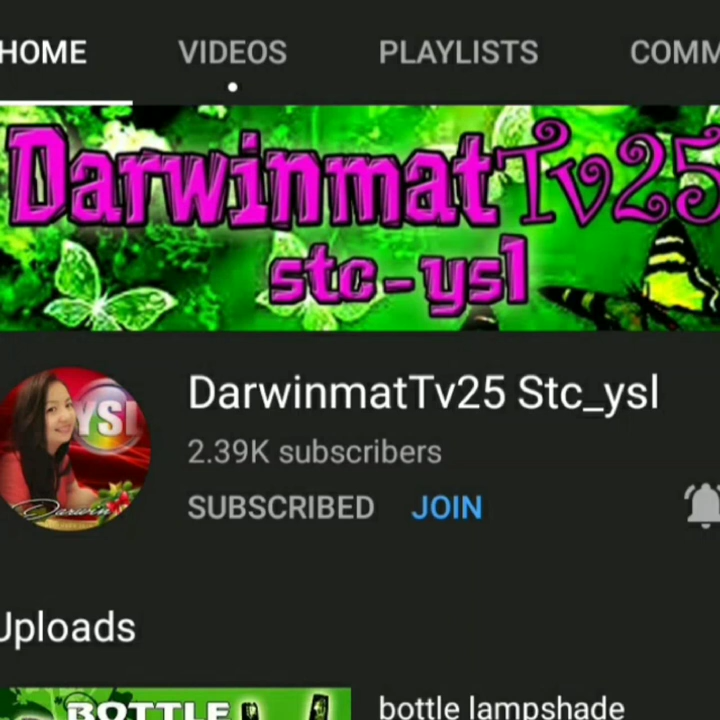 HOME VIDEOS PLAYLISTS COMM
DarwinmatTv25
stc-ysl
DarwinmatTv25 Stc_ysl
YSL
2.39K subscribers
Darwin
SUBSCRIBED JOIN
Uploads
BOTTLE
bottle lampshade